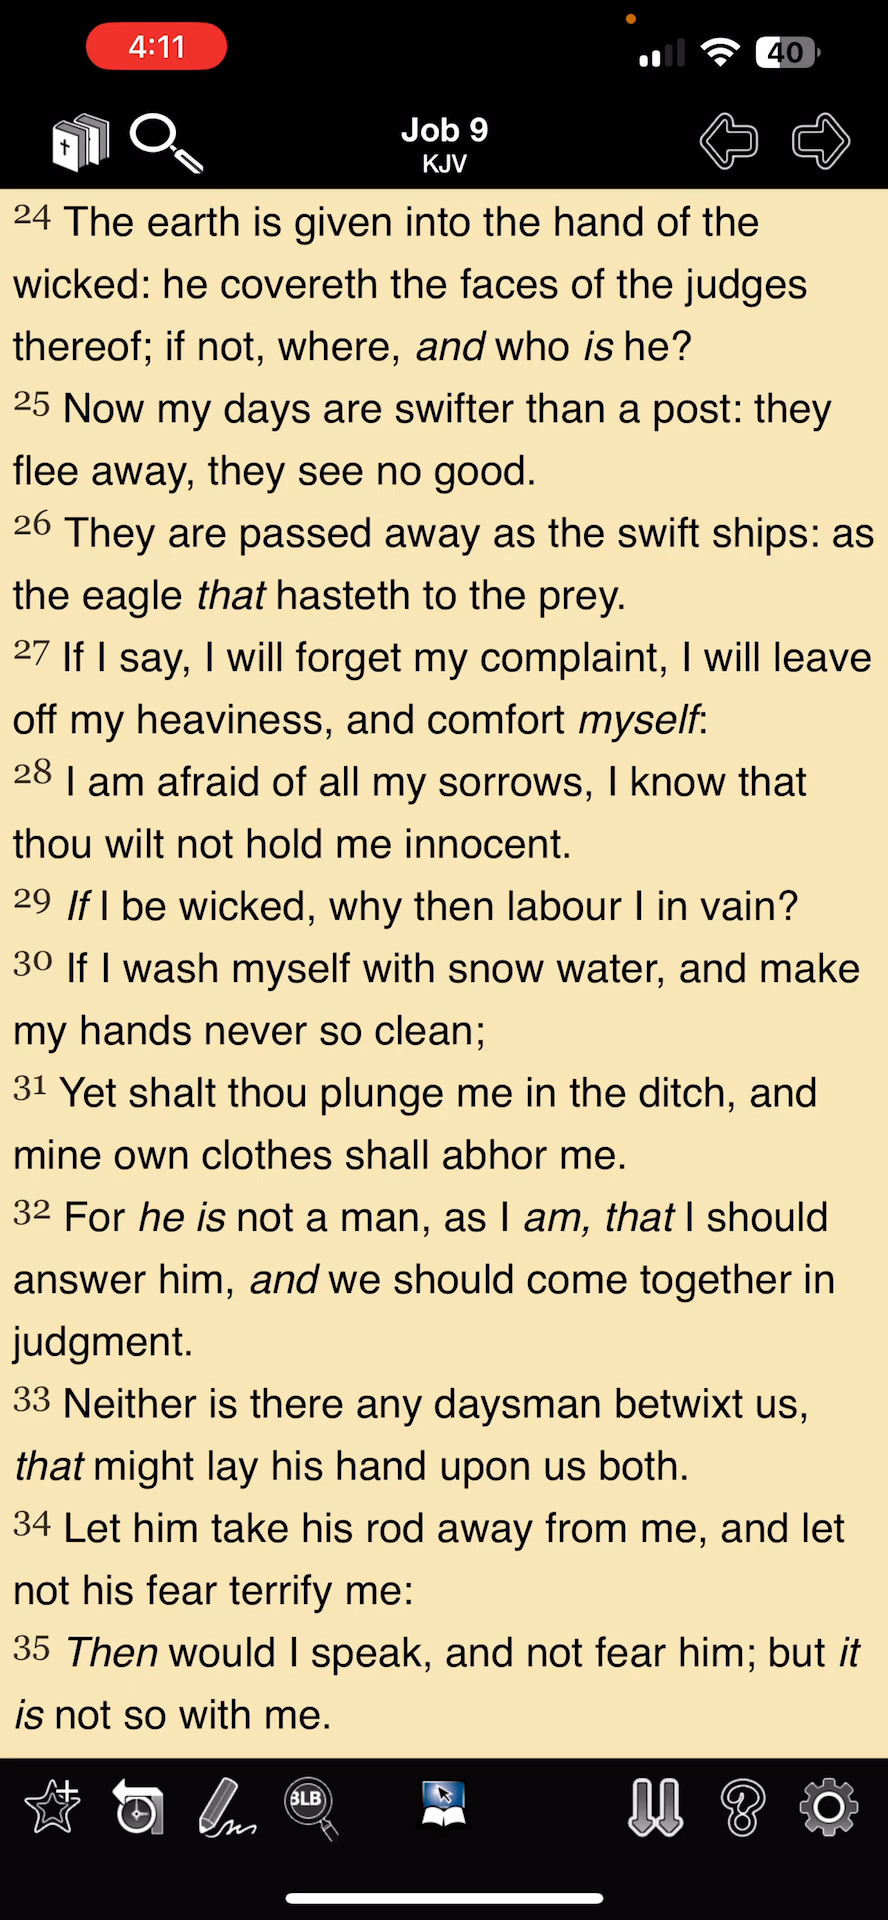 4:11
40
Job 9
KJV
24 The earth is given into the hand of the
wicked: he covereth the faces of the judges
thereof; if not, where, and who is he?
25 Now my days are swifter than a post: they
flee away, they see no good.
26 They are passed away as the swift ships: as
the eagle that hasteth to the prey.
27 If I say, I will forget my complaint, I will leave
off my heaviness, and comfort myself:
28 I am afraid of all my sorrows, I know that
thou wilt not hold me innocent.
29 If I be wicked, why then labour I in vain?
30 If I wash myself with snow water, and make
my hands never so clean;
31 Yet shalt thou plunge me in the ditch, and
mine own clothes shall abhor me.
32 For he is not a man, as I am, that I should
answer him, and we should come together in
judgment.
33 Neither is there any daysman betwixt us,
that might lay his hand upon us both.
34 Let him take his rod away from me, and let
not his fear terrify me:
35 Then would I speak, and not fear him; but it
is not so with me.
BLB